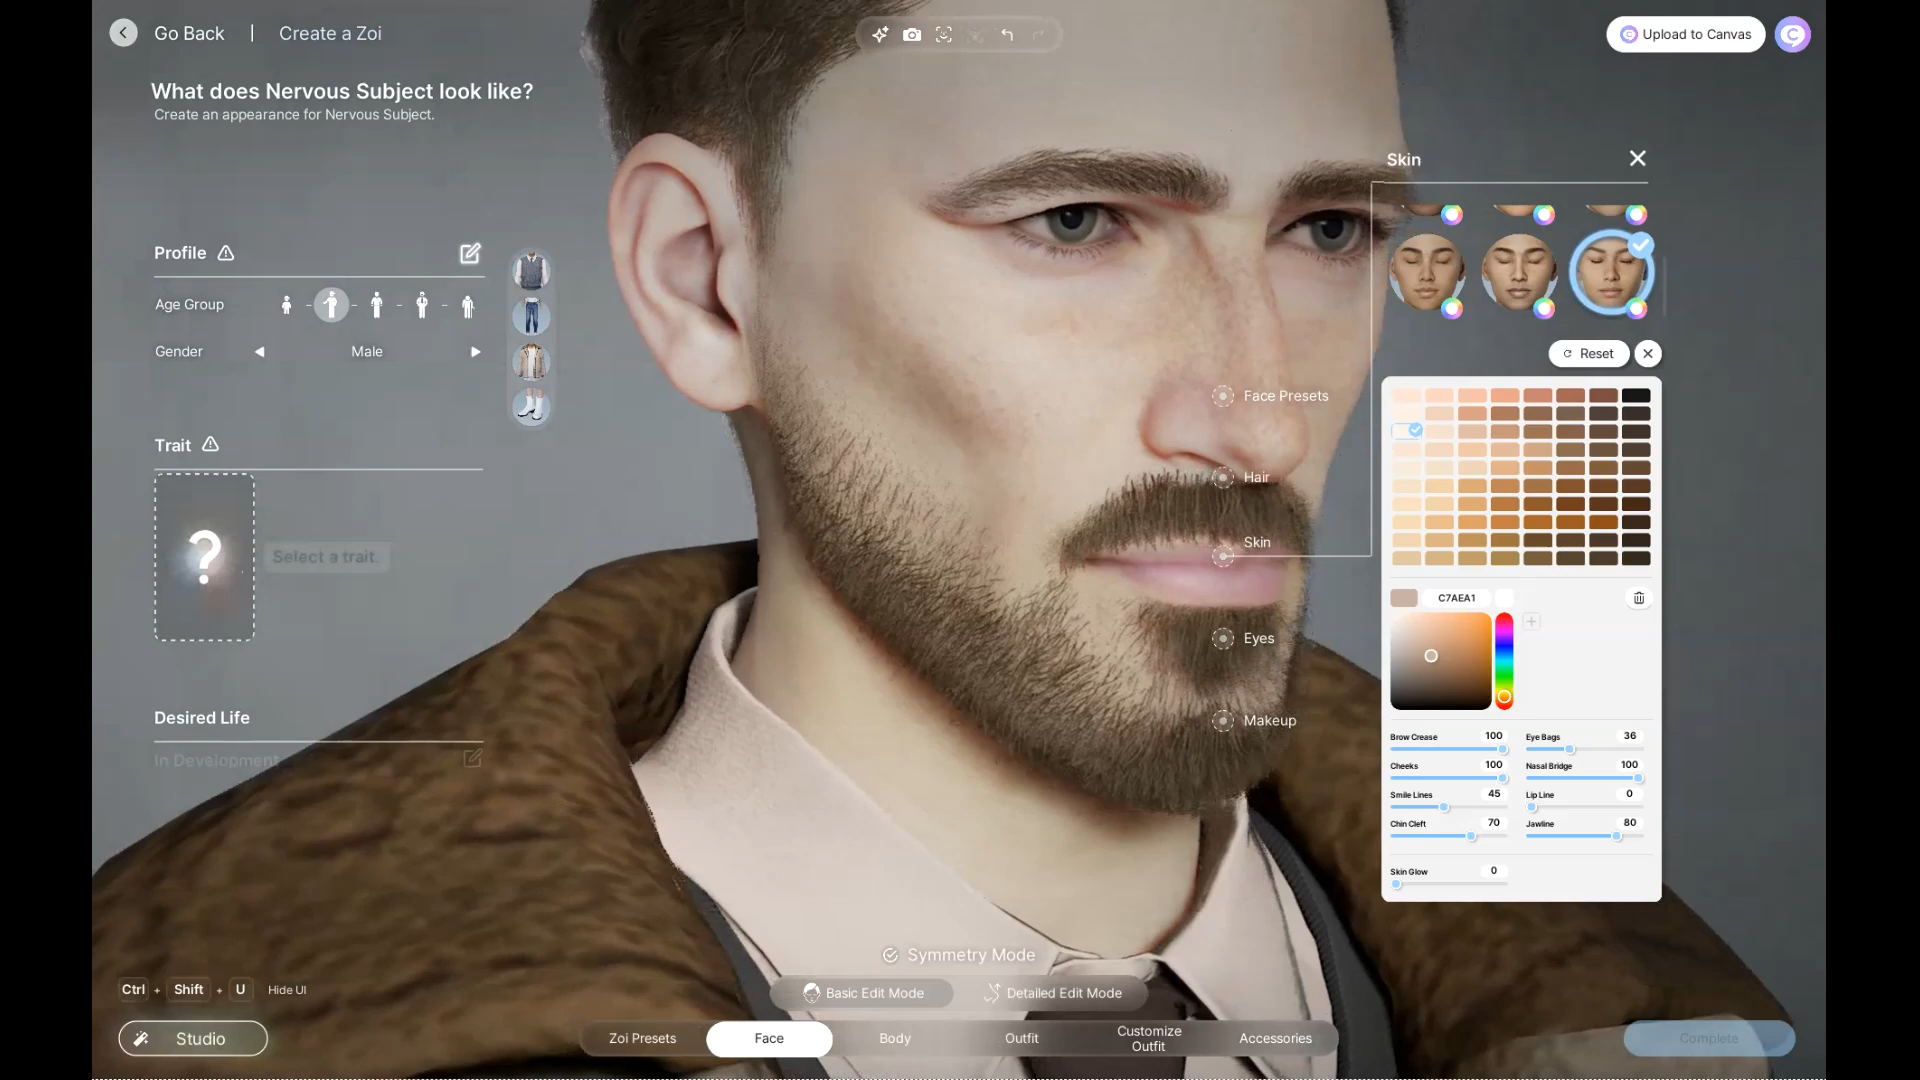 Go Back | Create a Zoi
Upload to Canvas
What does Nervous Subject look like?
Create an appearance for Nervous Subject.
Profile
Age Group
Gender
Male
Trait
?
Select a trait.
Desired Life
In Development
Face Presets
Hair
Skin
Eyes
Makeup
Skin
Reset
C7AEA1
Brow Crease 100
Eye Bags 36
Cheeks 100
Nasal Bridge 100
Smile Lines 45
Lip Line 0
Chin Cleft 70
Jawline 80
Skin Glow 0
Symmetry Mode
Basic Edit Mode
Detailed Edit Mode
Ctrl + Shift + U Hide UI
Studio
Zoi Presets
Face
Body
Outfit
Customize
Outfit
Accessories
Complete